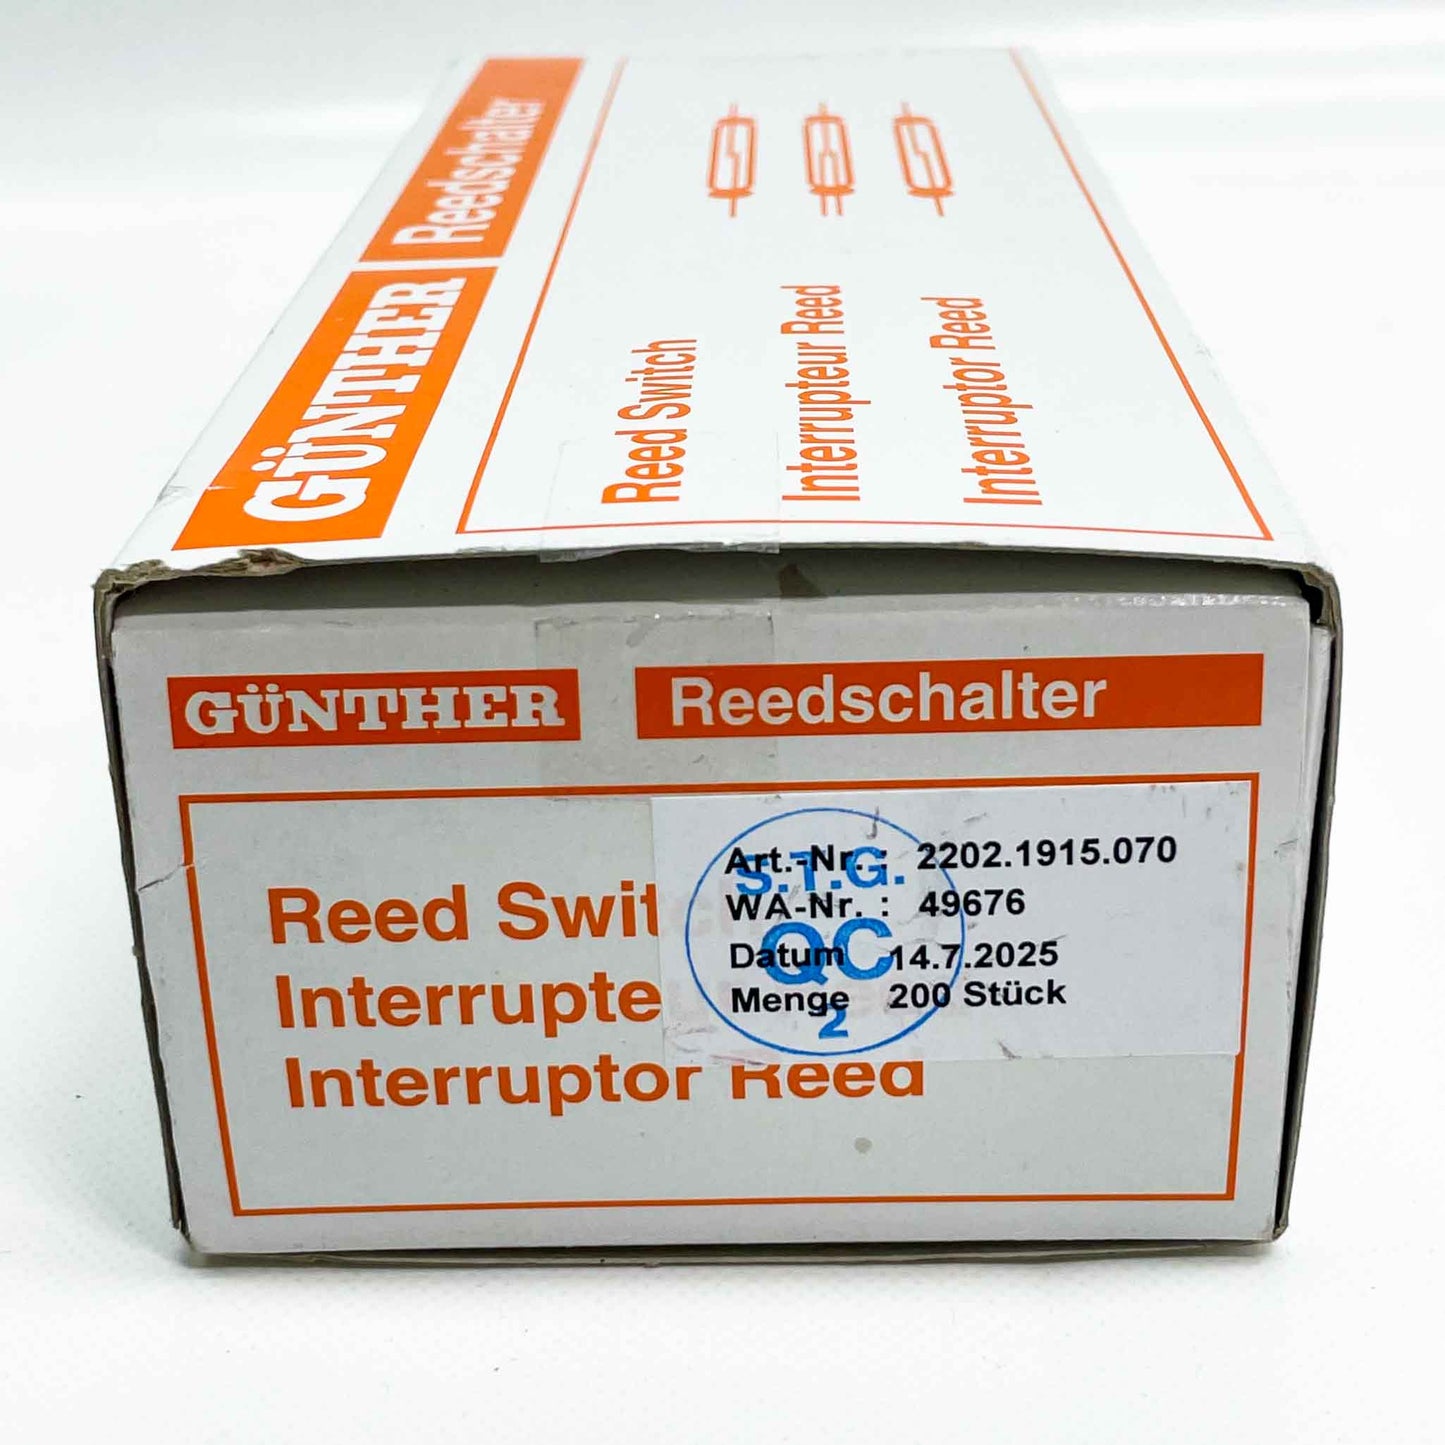 GÜNTHER Reedschalter
Reed Switch
Interrupteur Reed
Interruptor Reed
GÜNTHER Reedschalter
Reed Swit
Interrupte
Interruptor Reed
Art.-Nr. : 2202.1915.070
WA-Nr. : 49676
Datum 14.7.2025
Menge 200 Stück
S.T.G.
QC
2